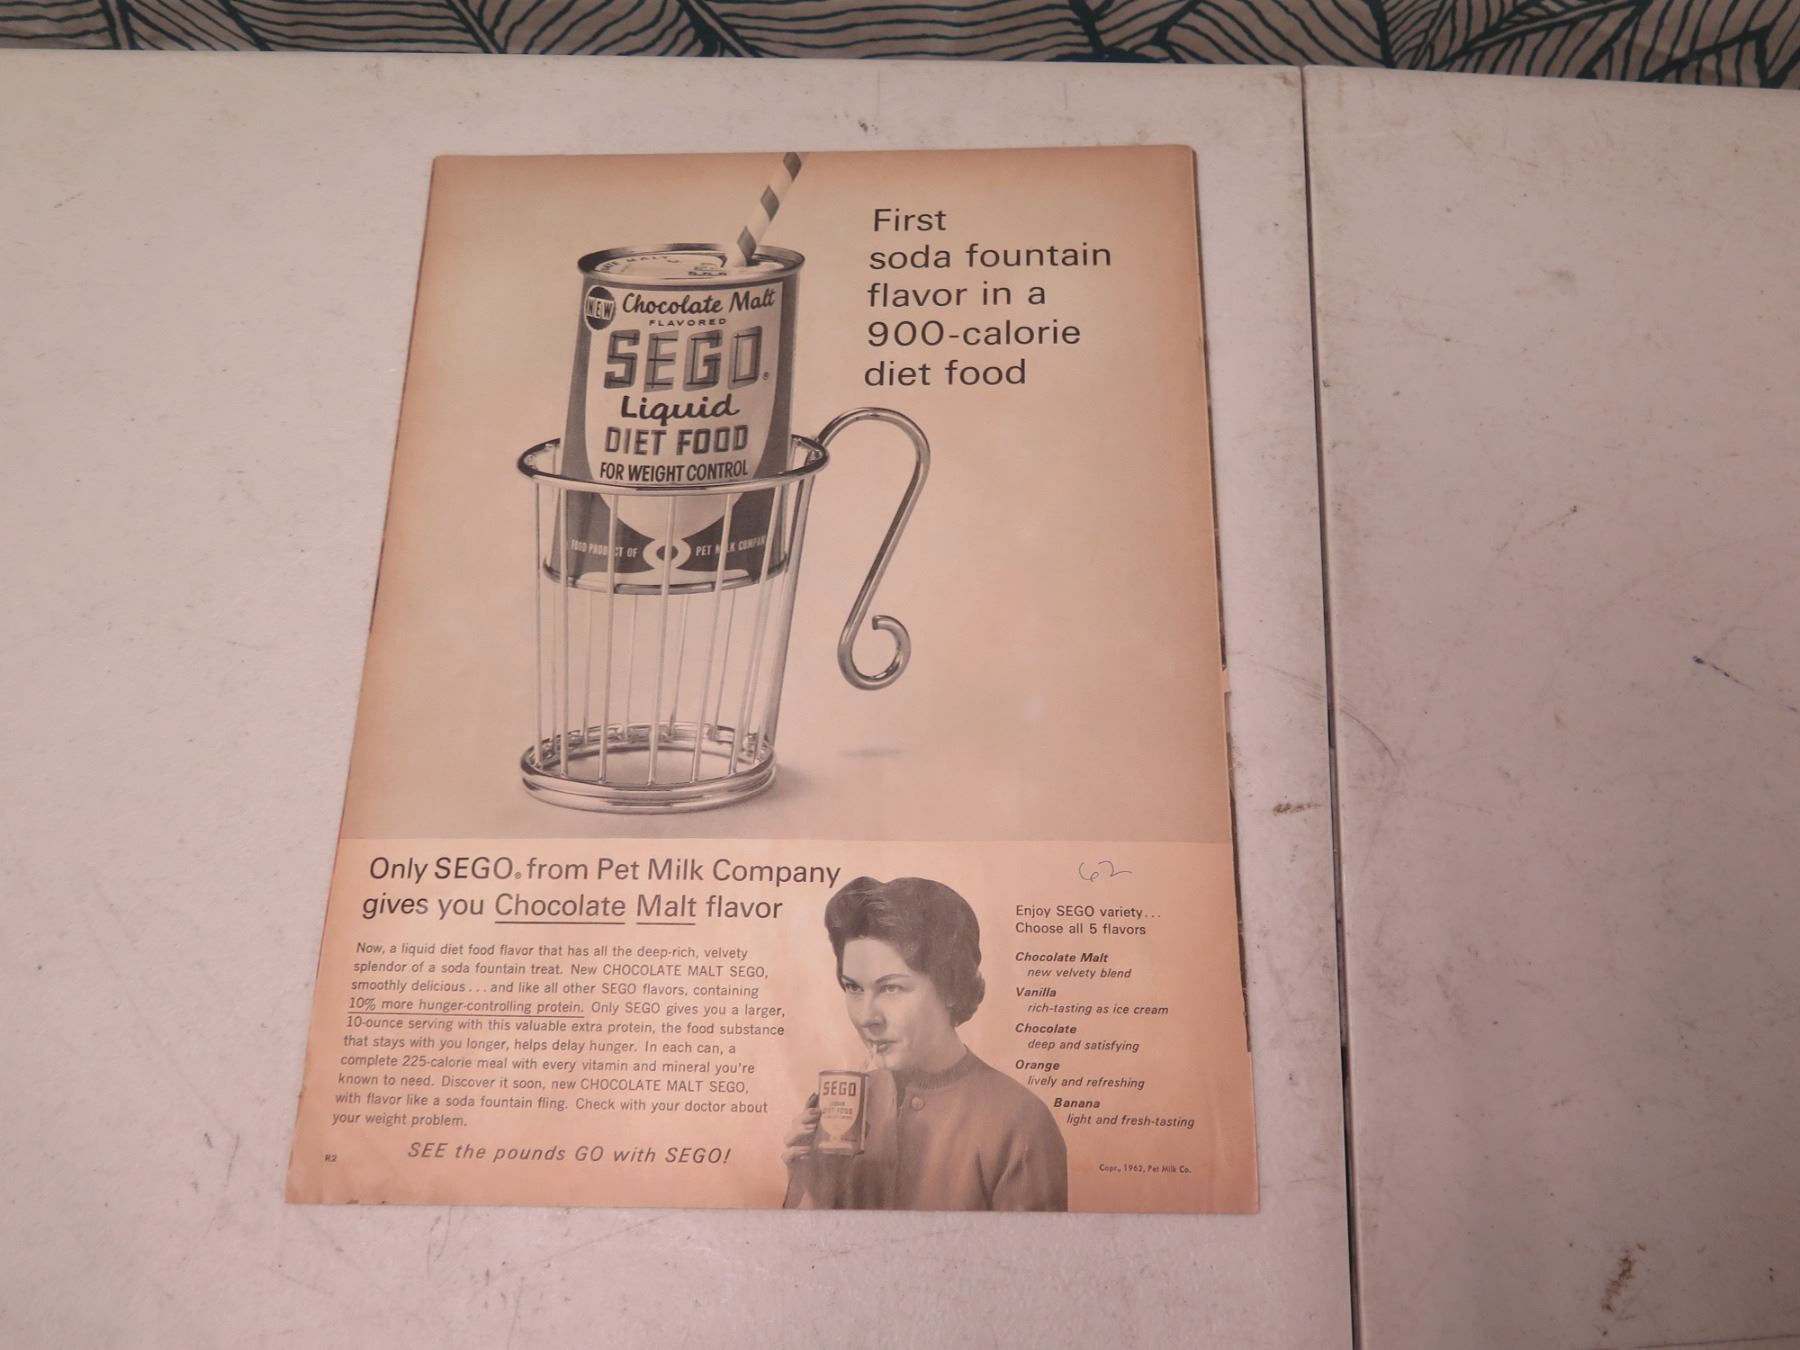 First
soda fountain
flavor in a
900-calorie
diet food
NEW
Chocolate Malt
FLAVORED
SEGO®
Liquid
DIET FOOD
FOR WEIGHT CONTROL
FOOD PRODUCT OF PET MILK COMPANY
Only SEGO® from Pet Milk Company
gives you Chocolate Malt flavor
Now, a liquid diet food flavor that has all the deep-rich, velvety
splendor of a soda fountain treat. New CHOCOLATE MALT SEGO,
smoothly delicious...and like all other SEGO flavors, containing
10% more hunger-controlling protein. Only SEGO gives you a larger,
10-ounce serving with this valuable extra protein, the food substance
that stays with you longer, helps delay hunger. In each can, a
complete 225-calorie meal with every vitamin and mineral you're
known to need. Discover it soon, new CHOCOLATE MALT SEGO,
with flavor like a soda fountain fling. Check with your doctor about
your weight problem.
SEE the pounds GO with SEGO!
R2
SEGO
DIET FOOD
62
Enjoy SEGO variety...
Choose all 5 flavors
Chocolate Malt
new velvety blend
Vanilla
rich-tasting as ice cream
Chocolate
deep and satisfying
Orange
lively and refreshing
Banana
light and fresh-tasting
Copr., 1962, Pet Milk Co.